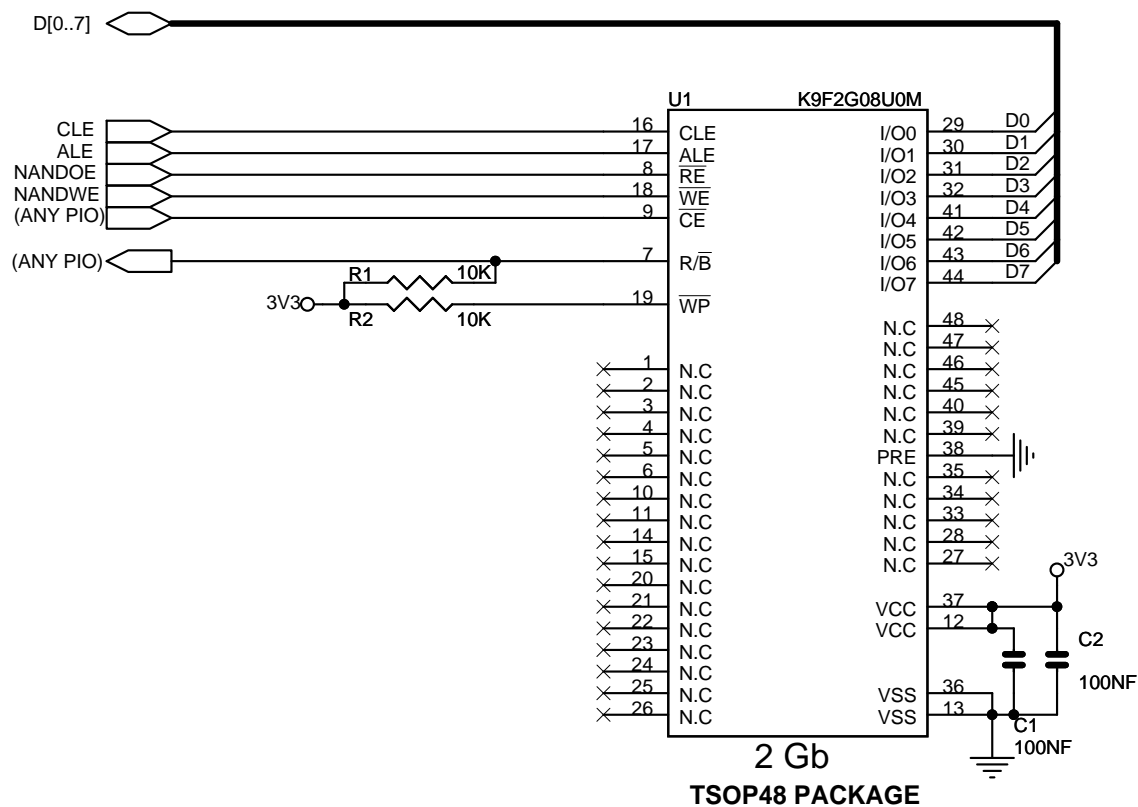 D[0..7]
U1 K9F2G08U0M
CLE 16 CLE I/O0 29 D0
ALE 17 ALE I/O1 30 D1
NANDOE 8 RE I/O2 31 D2
NANDWE 18 WE I/O3 32 D3
(ANY PIO) 9 CE I/O4 41 D4
I/O5 42 D5
(ANY PIO) 7 R/B I/O6 43 D6
I/O7 44 D7
R1 10K
3V3 19 WP
R2 10K
N.C 48
N.C 47
1 N.C N.C 46
2 N.C N.C 45
3 N.C N.C 40
4 N.C N.C 39
5 N.C PRE 38
6 N.C N.C 35
10 N.C N.C 34
11 N.C N.C 33
14 N.C N.C 28
15 N.C N.C 27
20 N.C 3V3
21 N.C VCC 37
22 N.C VCC 12
23 N.C C2
24 N.C 100NF
25 N.C VSS 36
26 N.C VSS 13
C1
100NF
2 Gb
TSOP48 PACKAGE